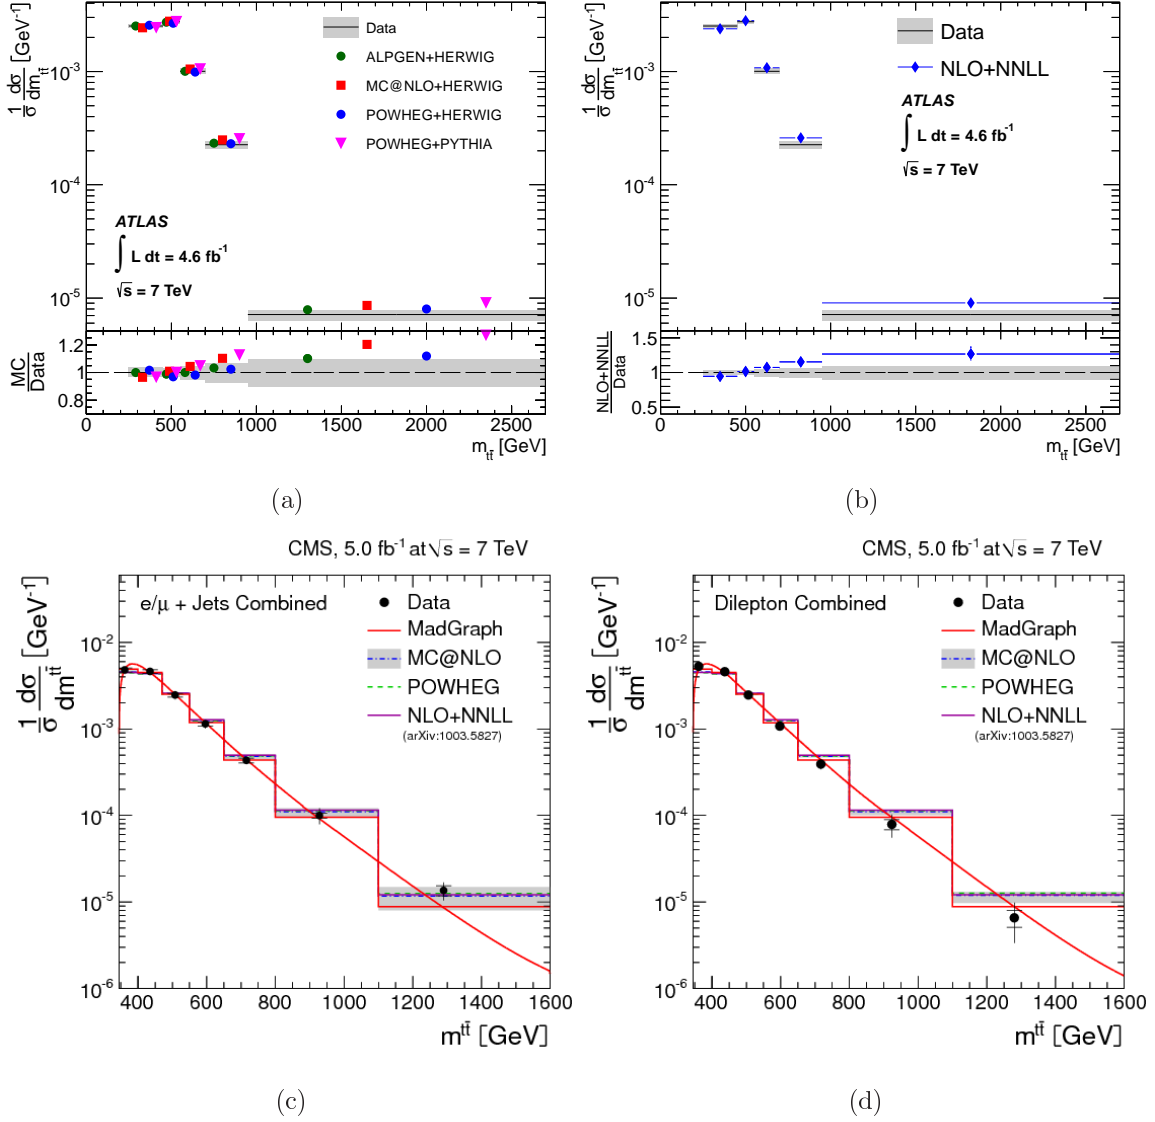 1/σ dσ/dm_tt̄ [GeV⁻¹]
10⁻³
10⁻⁴
10⁻⁵
Data
ALPGEN+HERWIG
MC@NLO+HERWIG
POWHEG+HERWIG
POWHEG+PYTHIA
ATLAS
∫ L dt = 4.6 fb⁻¹
√s = 7 TeV
MC/Data
1.2
1
0.8
0 500 1000 1500 2000 2500
m_tt̄ [GeV]
(a)
1/σ dσ/dm_tt̄ [GeV⁻¹]
10⁻³
10⁻⁴
10⁻⁵
Data
NLO+NNLL
ATLAS
∫ L dt = 4.6 fb⁻¹
√s = 7 TeV
NLO+NNLL/Data
1.5
1
0.5
0 500 1000 1500 2000 2500
m_tt̄ [GeV]
(b)
CMS, 5.0 fb⁻¹ at √s = 7 TeV
1/σ dσ/dm^tt̄ [GeV⁻¹]
e/μ + Jets Combined
Data
MadGraph
MC@NLO
POWHEG
NLO+NNLL
(arXiv:1003.5827)
10⁻²
10⁻³
10⁻⁴
10⁻⁵
10⁻⁶
400 600 800 1000 1200 1400 1600
m^tt̄ [GeV]
(c)
CMS, 5.0 fb⁻¹ at √s = 7 TeV
1/σ dσ/dm^tt̄ [GeV⁻¹]
Dilepton Combined
Data
MadGraph
MC@NLO
POWHEG
NLO+NNLL
(arXiv:1003.5827)
10⁻²
10⁻³
10⁻⁴
10⁻⁵
10⁻⁶
400 600 800 1000 1200 1400 1600
m^tt̄ [GeV]
(d)